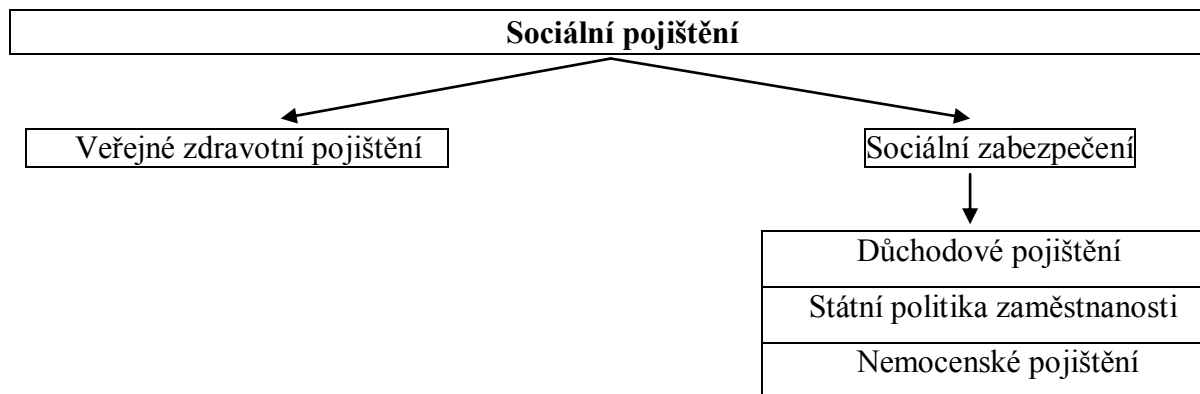 Sociální pojištění
Veřejné zdravotní pojištění
Sociální zabezpečení
Důchodové pojištění
Státní politika zaměstnanosti
Nemocenské pojištění